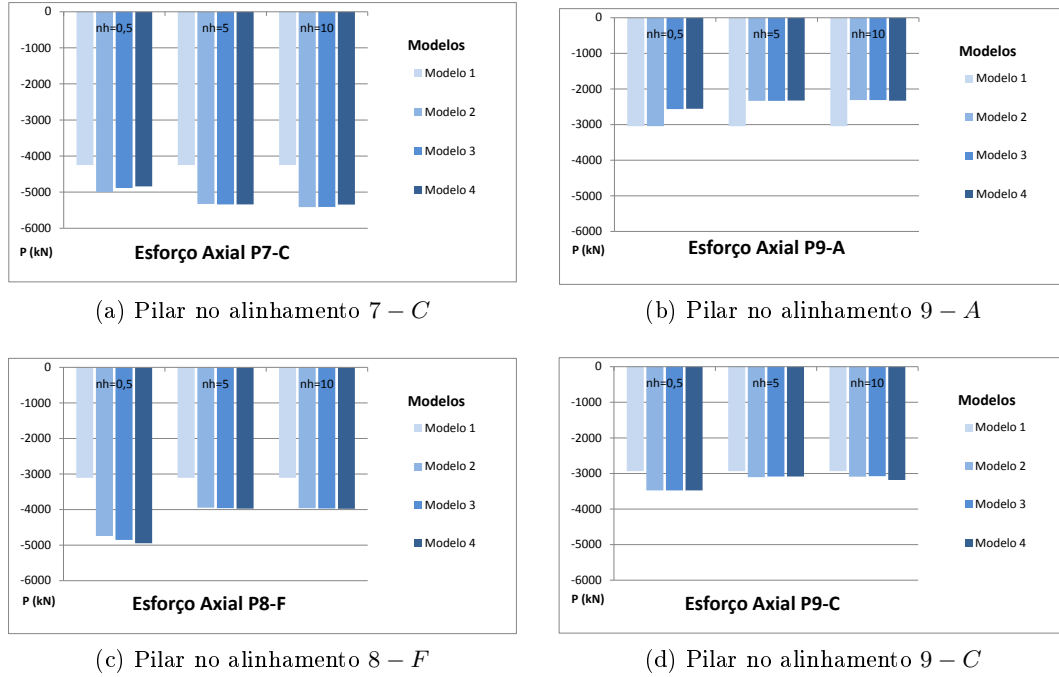 0
-1000
-2000
-3000
-4000
-5000
-6000
P (kN)
nh=0,5
nh=5
nh=10
Modelos
Modelo 1
Modelo 2
Modelo 3
Modelo 4
Esforço Axial P7-C
(a) Pilar no alinhamento 7 − C
0
-1000
-2000
-3000
-4000
-5000
-6000
P (kN)
nh=0,5
nh=5
nh=10
Modelos
Modelo 1
Modelo 2
Modelo 3
Modelo 4
Esforço Axial P9-A
(b) Pilar no alinhamento 9 − A
0
-1000
-2000
-3000
-4000
-5000
-6000
P (kN)
nh=0,5
nh=5
nh=10
Modelos
Modelo 1
Modelo 2
Modelo 3
Modelo 4
Esforço Axial P8-F
(c) Pilar no alinhamento 8 − F
0
-1000
-2000
-3000
-4000
-5000
-6000
P (kN)
nh=0,5
nh=5
nh=10
Modelos
Modelo 1
Modelo 2
Modelo 3
Modelo 4
Esforço Axial P9-C
(d) Pilar no alinhamento 9 − C